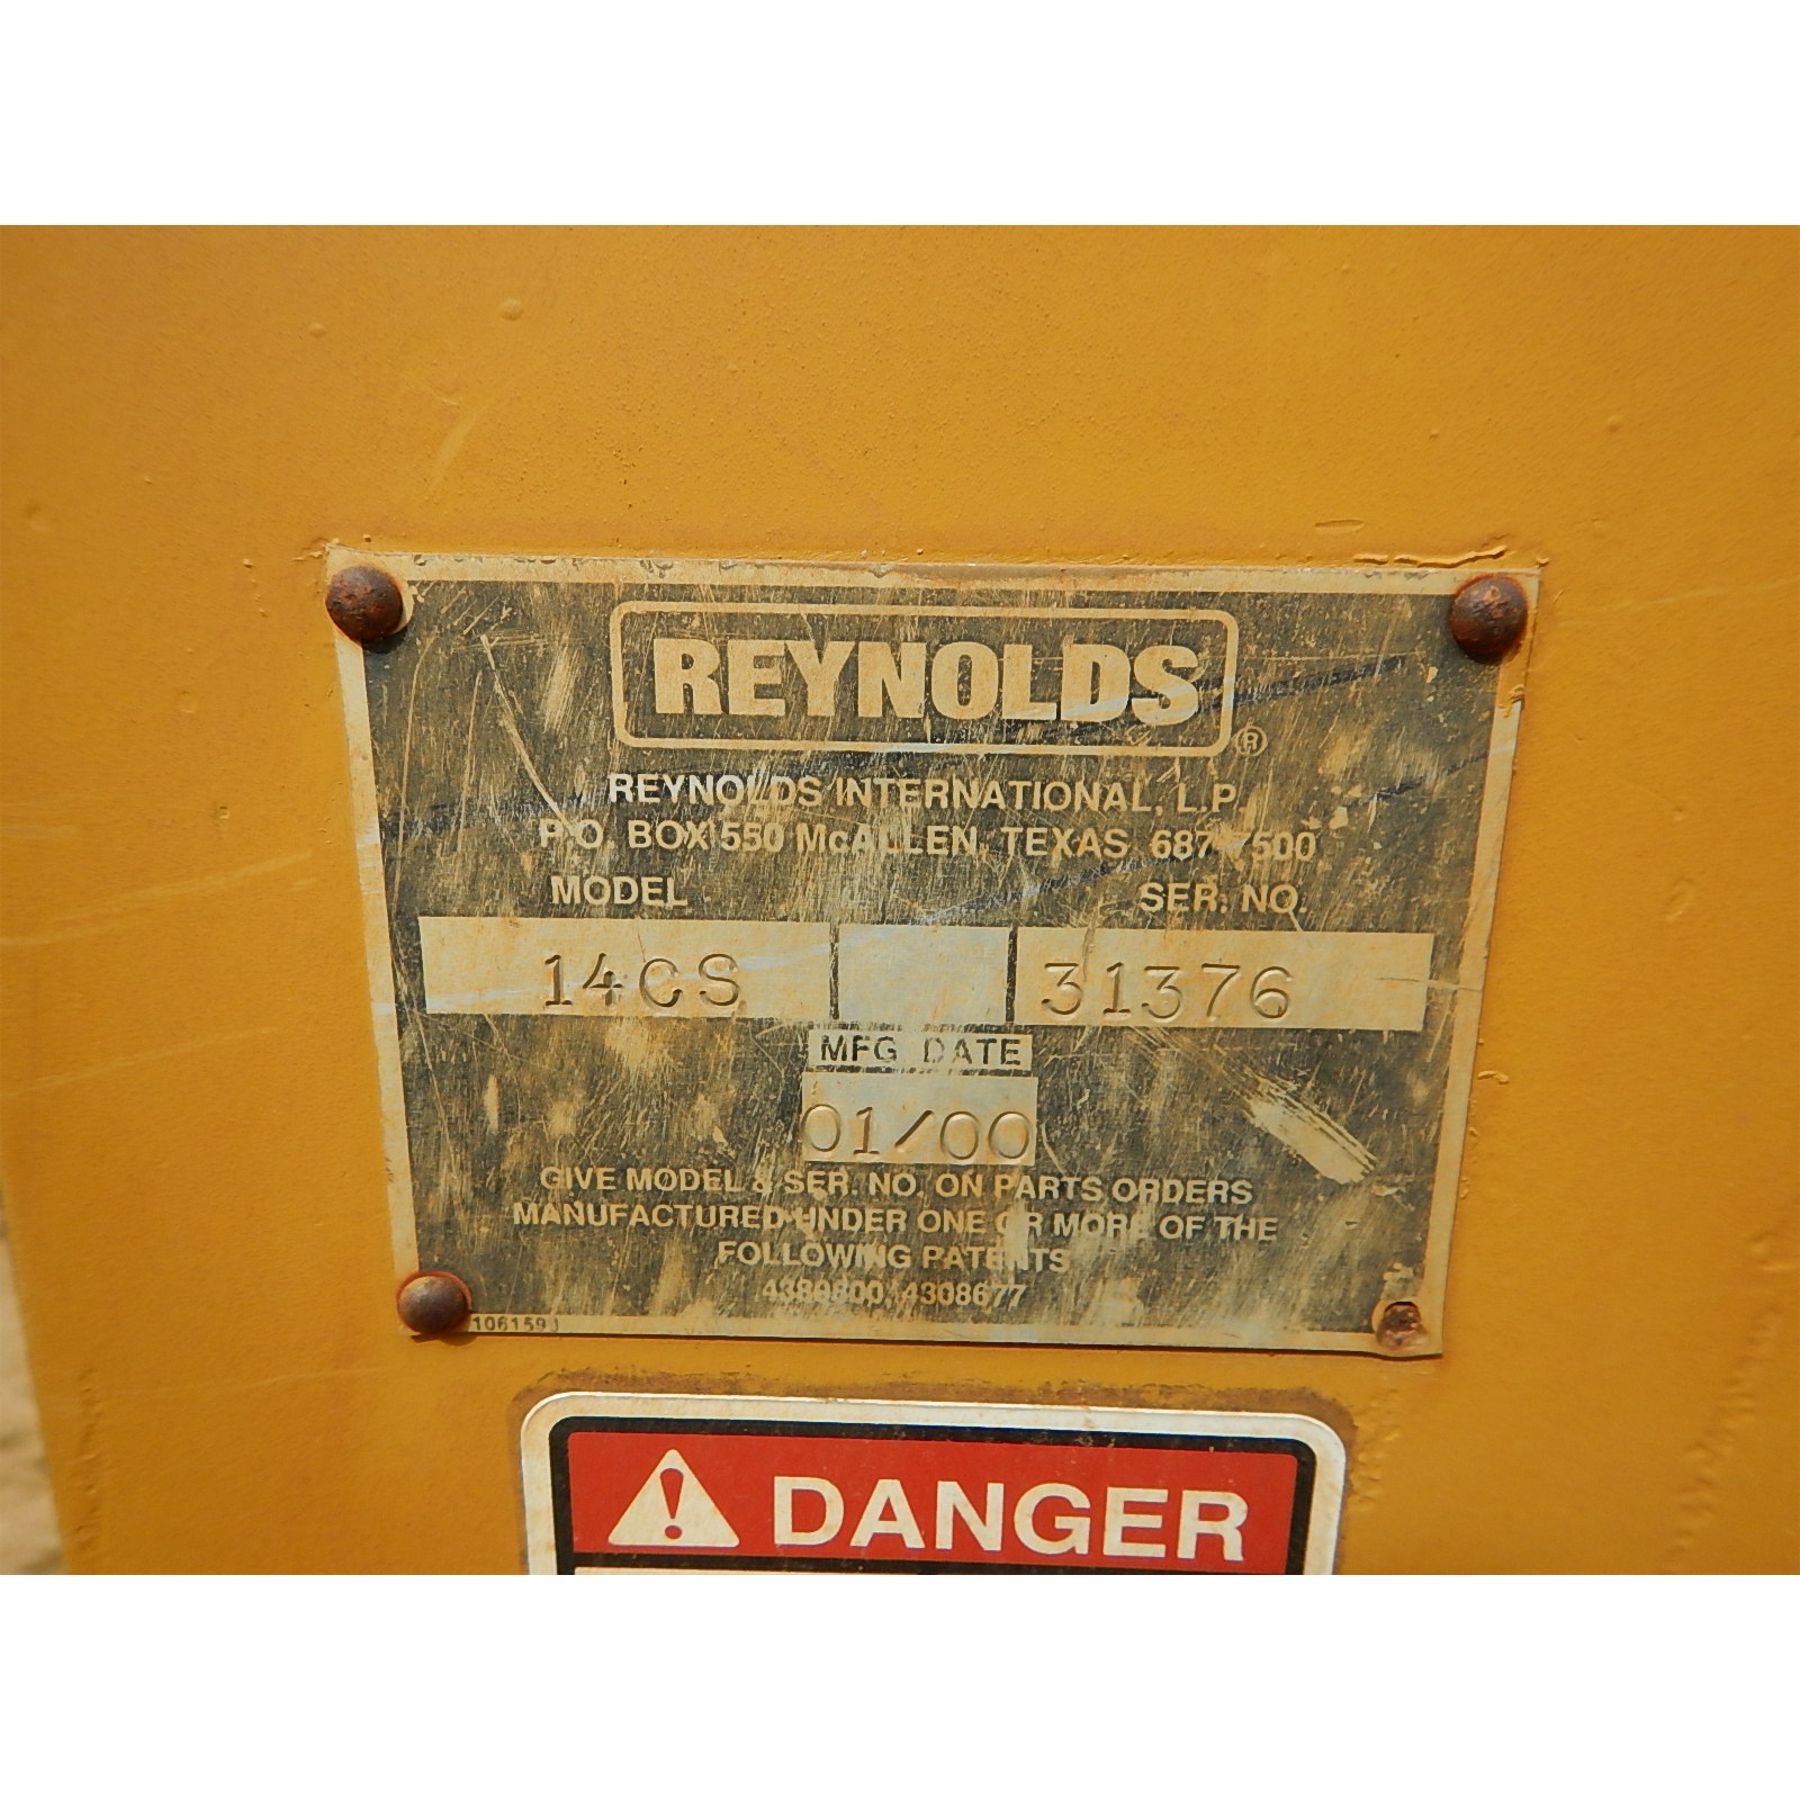 REYNOLDS ®
REYNOLDS INTERNATIONAL, L.P.
P.O. BOX 550 McALLEN, TEXAS
MODEL SER. NO.
14CS 31376
MFG DATE
01/00
GIVE MODEL & SER. NO. ON PARTS ORDERS
MANUFACTURED UNDER ONE OR MORE OF THE
FOLLOWING PATENTS
4308677
DANGER